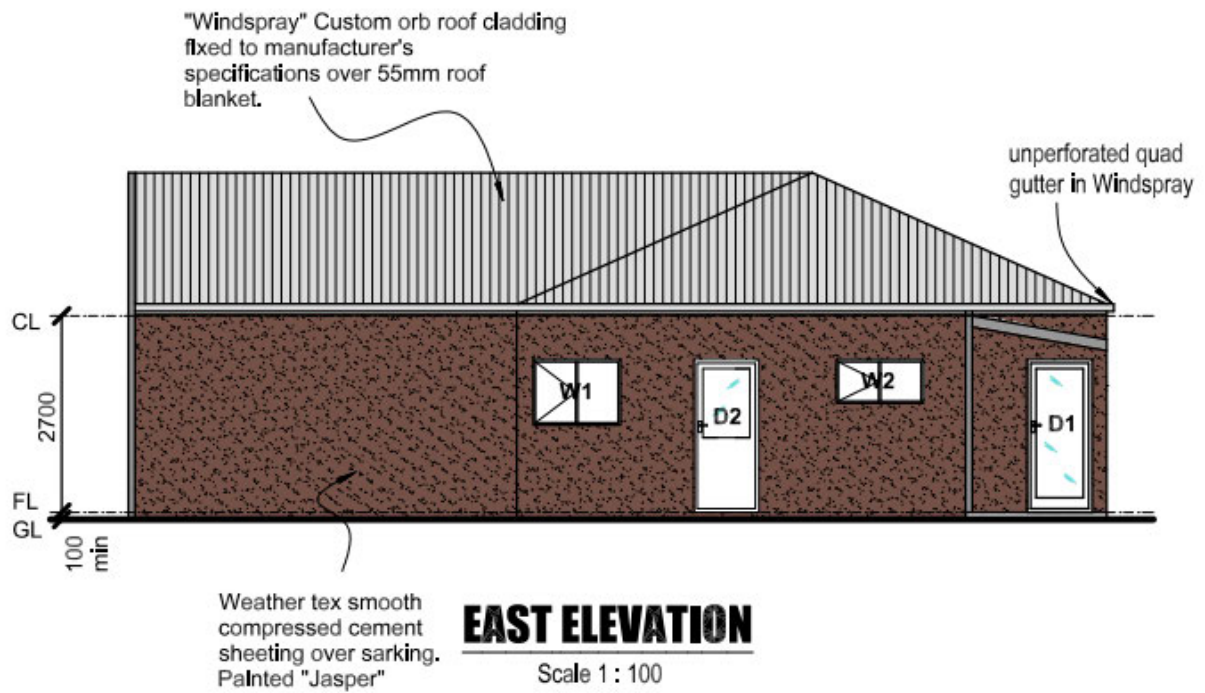 "Windspray" Custom orb roof cladding
fixed to manufacturer's
specifications over 55mm roof
blanket.
unperforated quad
gutter in Windspray
CL
2700
W1
D2
W2
D1
FL
GL
100
min
Weather tex smooth
compressed cement
sheeting over sarking.
Painted "Jasper"
EAST ELEVATION
Scale 1 : 100